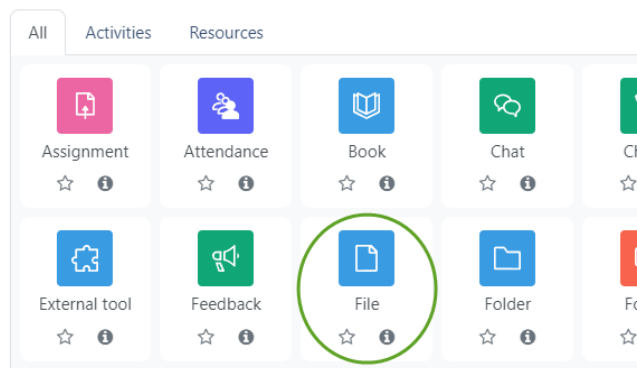 All Activities Resources
Assignment Attendance Book Chat
External tool Feedback File Folder